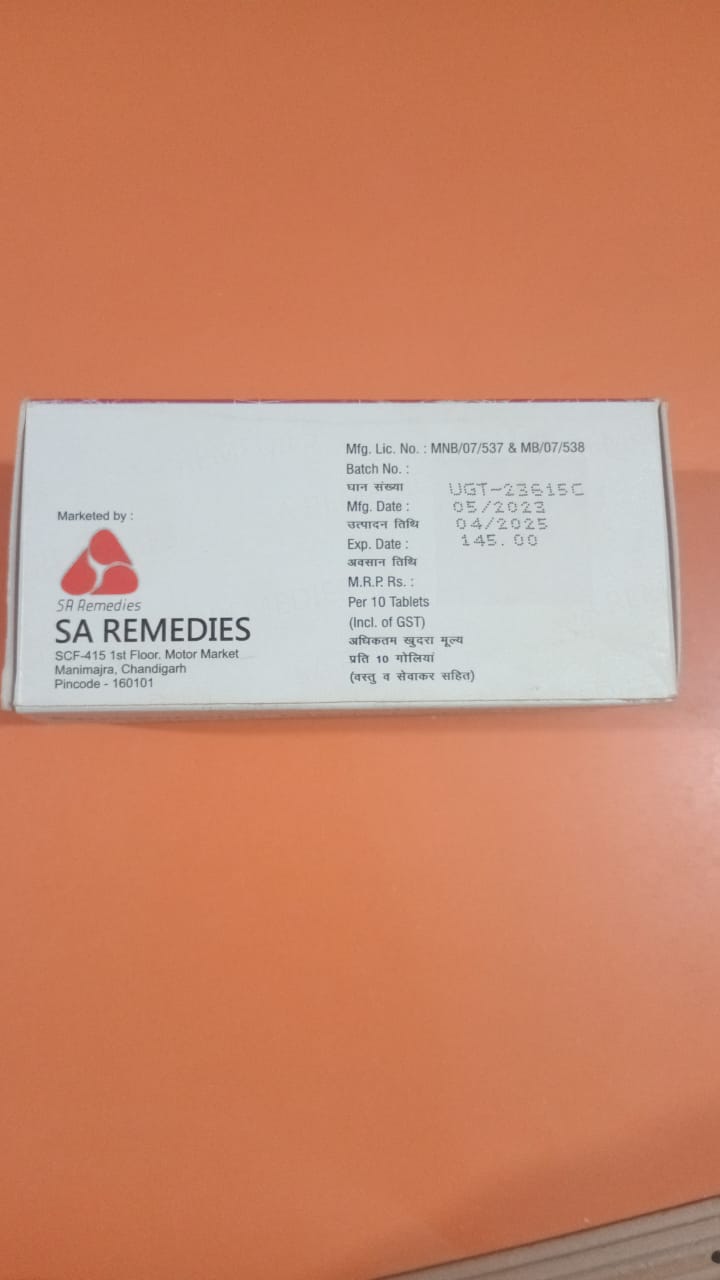 Marketed by :
SA Remedies
SA REMEDIES
SCF-415 1st Floor, Motor Market
Manimajra, Chandigarh
Pincode - 160101
Mfg. Lic. No. : MNB/07/537 & MB/07/538
Batch No. :
घान संख्या
UGT-23615C
Mfg. Date :
05/2023
उत्पादन तिथि
04/2025
Exp. Date :
145.00
अवसान तिथि
M.R.P. Rs. :
Per 10 Tablets
(Incl. of GST)
अधिकतम खुदरा मूल्य
प्रति 10 गोलियां
(वस्तु व सेवाकर सहित)